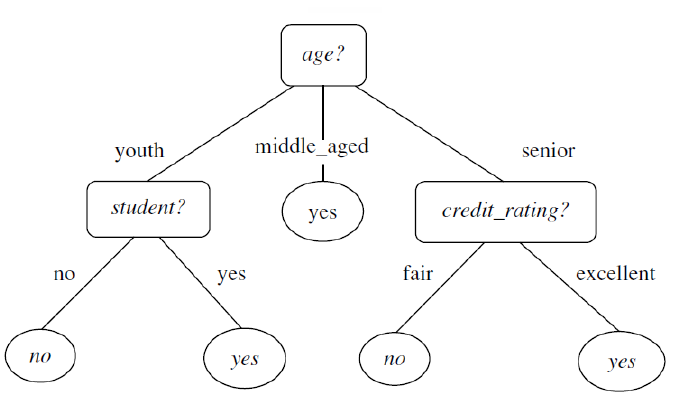 age?
youth
middle_aged
senior
student?
yes
credit_rating?
no
yes
fair
excellent
no
yes
no
yes